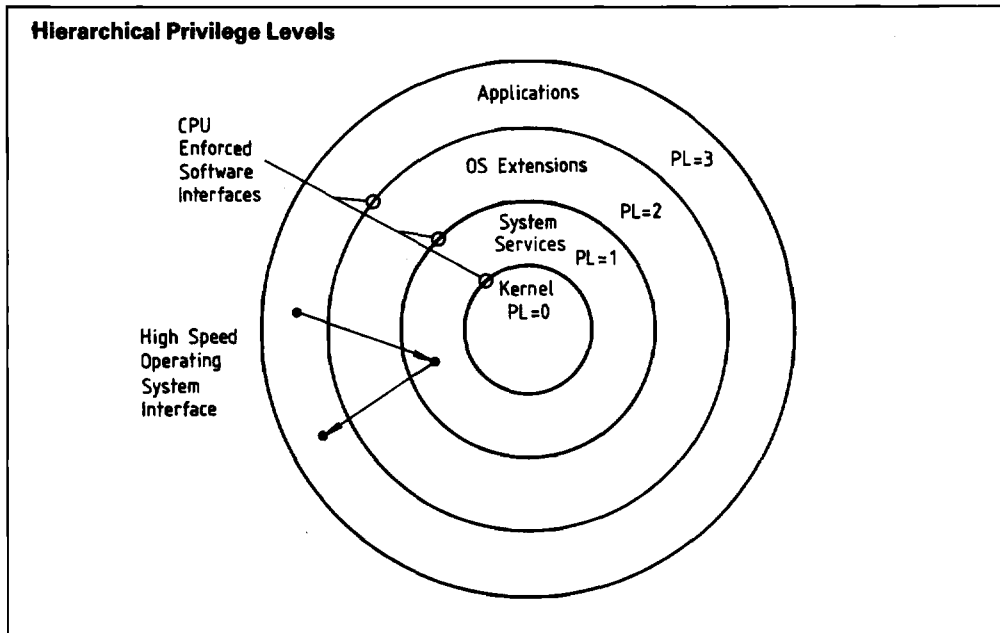 Hierarchical Privilege Levels
Applications
CPU
Enforced
Software
Interfaces
PL=3
OS Extensions
PL=2
System
Services
PL=1
Kernel
PL=0
High Speed
Operating
System
Interface